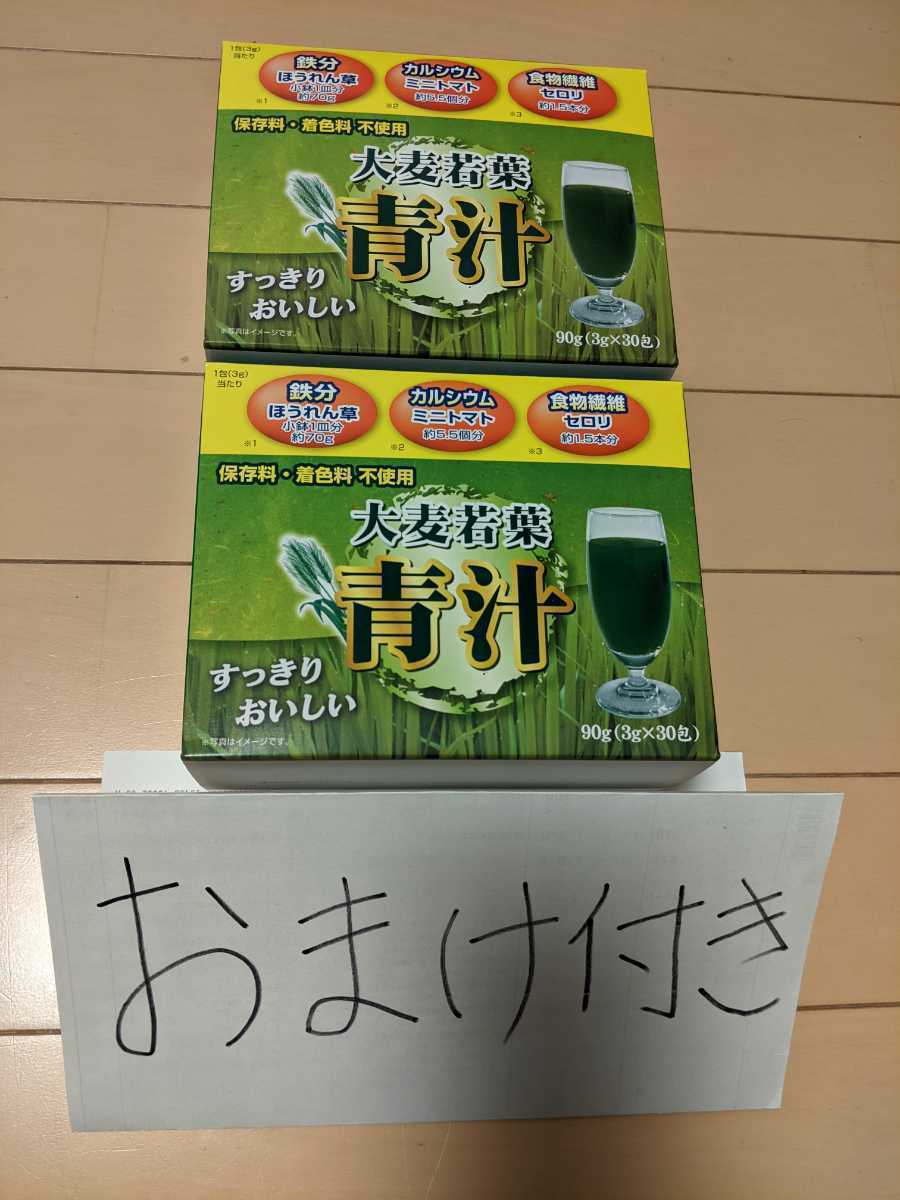 1包(3g)
当たり
鉄分
ほうれん草
小鉢1皿分
約70g
※1
カルシウム
ミニトマト
約5.5個分
※2
食物繊維
セロリ
約1.5本分
※3
保存料・着色料 不使用
大麦若葉
青汁
すっきり
おいしい
※写真はイメージです。
90g(3g×30包)
1包(3g)
当たり
鉄分
ほうれん草
小鉢1皿分
約70g
※1
カルシウム
ミニトマト
約5.5個分
※2
食物繊維
セロリ
約1.5本分
※3
保存料・着色料 不使用
大麦若葉
青汁
すっきり
おいしい
※写真はイメージです。
90g(3g×30包)
おまけ付き